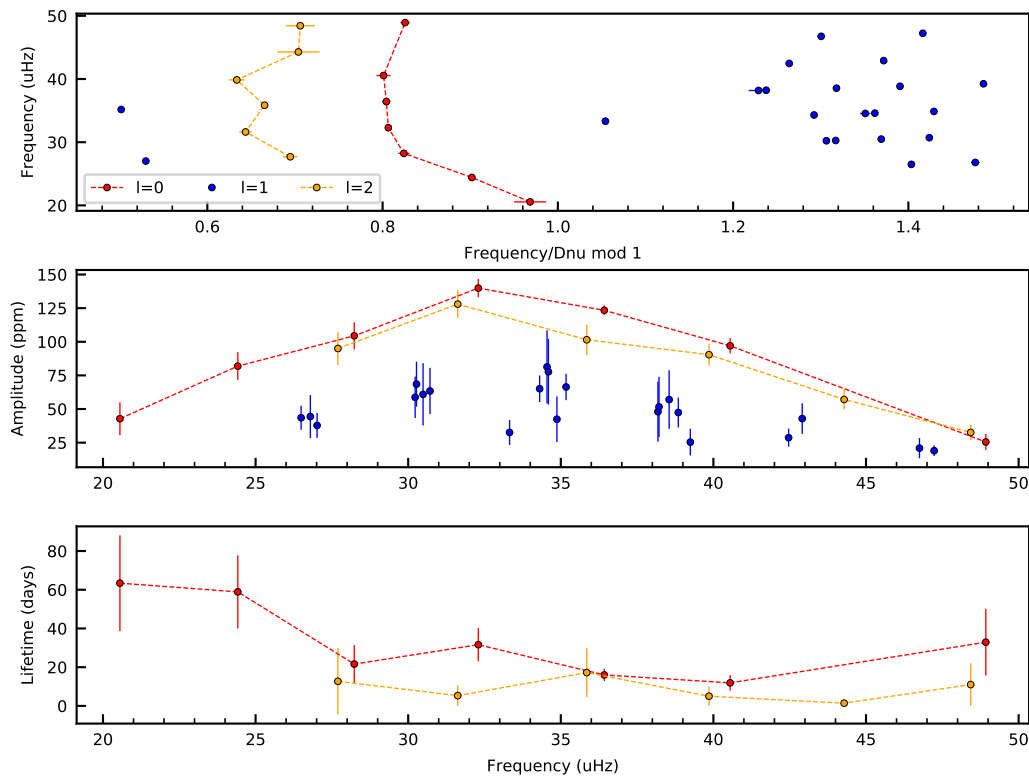 50
40
30
20
Frequency (uHz)
l=0 l=1 l=2
0.6 0.8 1.0 1.2 1.4
Frequency/Dnu mod 1
150
125
100
75
50
25
Amplitude (ppm)
20 25 30 35 40 45 50
80
60
40
20
0
Lifetime (days)
20 25 30 35 40 45 50
Frequency (uHz)